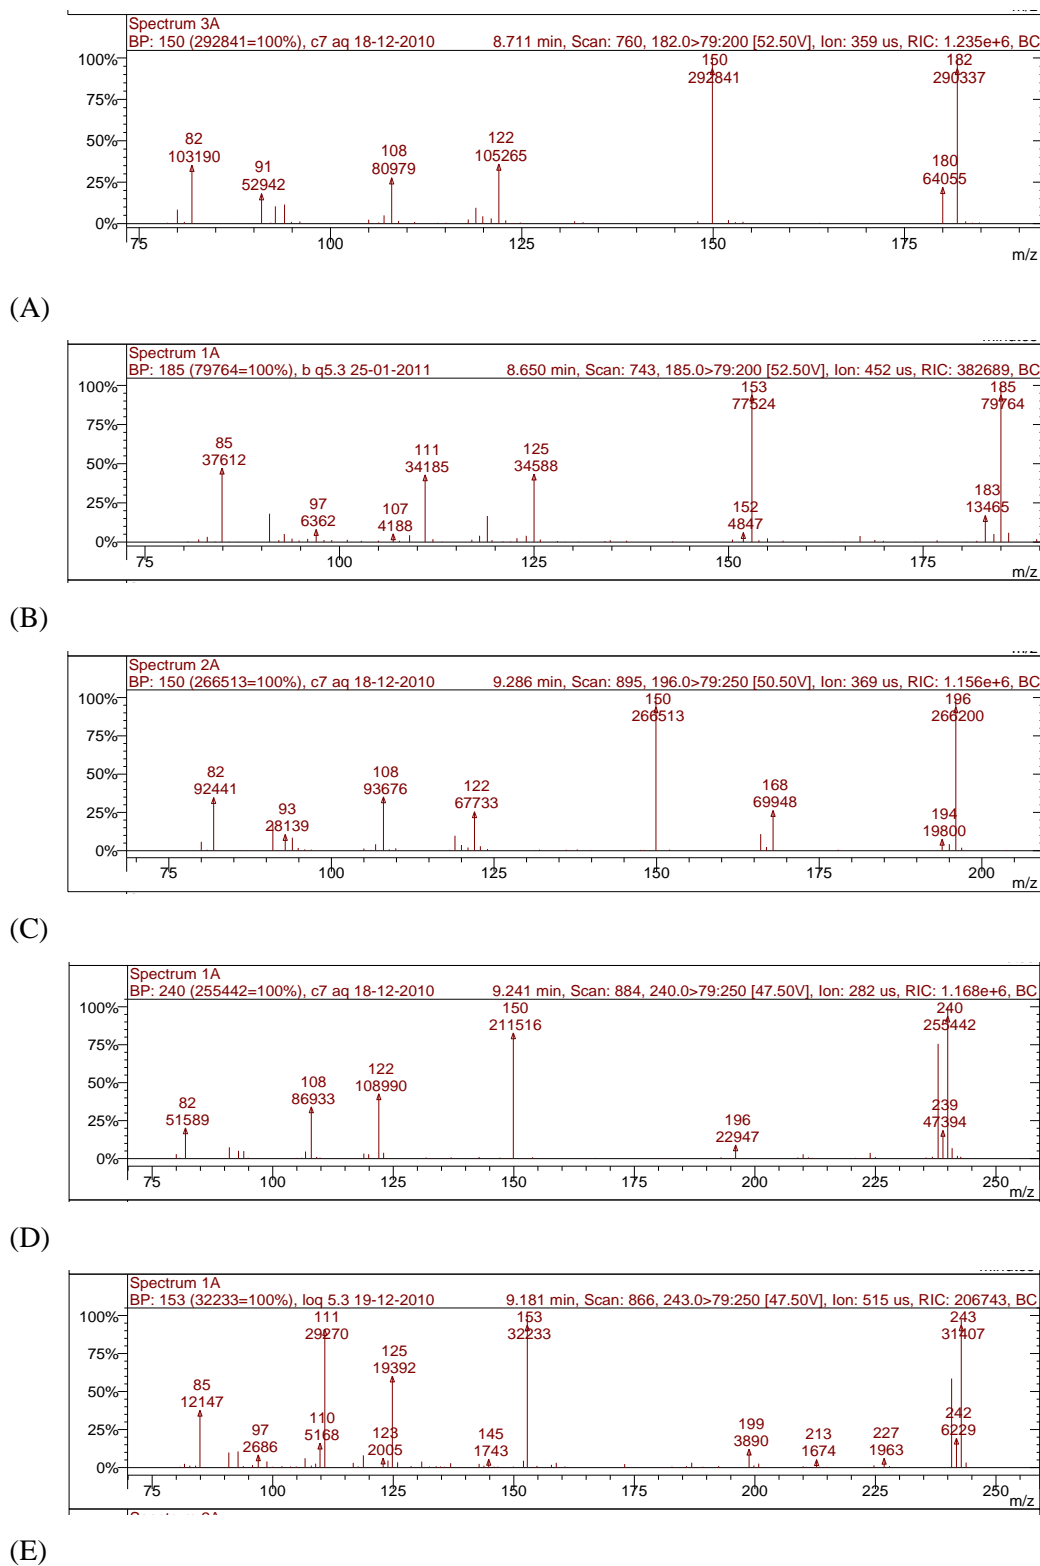 Spectrum 3A
BP: 150 (292841=100%), c7 aq 18-12-2010 8.711 min, Scan: 760, 182.0>79:200 [52.50V], Ion: 359 us, RIC: 1.235e+6, BC
100% 150 182
292841 290337
75%
50% 82 122
103190 108 105265
91 80979 180
25% 52942 64055
0%
75 100 125 150 175
m/z
(A)
Spectrum 1A
BP: 185 (79764=100%), b q5.3 25-01-2011 8.650 min, Scan: 743, 185.0>79:200 [52.50V], Ion: 452 us, RIC: 382689, BC
100% 153 185
77524 79764
75%
85 111 125
50% 37612 34185 34588
97 107 152 183
25% 6362 4188 4847 13465
0%
75 100 125 150 175
m/z
(B)
Spectrum 2A
BP: 150 (266513=100%), c7 aq 18-12-2010 9.286 min, Scan: 895, 196.0>79:250 [50.50V], Ion: 369 us, RIC: 1.156e+6, BC
100% 150 196
266513 266200
75%
50% 82 108 122 168
92441 93676 67733 69948
25% 93 194
28139 19800
0%
75 100 125 150 175 200
m/z
(C)
Spectrum 1A
BP: 240 (255442=100%), c7 aq 18-12-2010 9.241 min, Scan: 884, 240.0>79:250 [47.50V], Ion: 282 us, RIC: 1.168e+6, BC
100% 150 240
211516 255442
75%
50% 108 122
82 86933 108990 239
25% 51589 196 47394
22947
0%
75 100 125 150 175 200 225 250
m/z
(D)
Spectrum 1A
BP: 153 (32233=100%), loq 5.3 19-12-2010 9.181 min, Scan: 866, 243.0>79:250 [47.50V], Ion: 515 us, RIC: 206743, BC
100% 111 153 243
29270 32233 31407
75% 125
19392
50% 85
12147 110 242
25% 97 5168 123 145 199 213 227 6229
2686 2005 1743 3890 1674 1963
0%
75 100 125 150 175 200 225 250
m/z
(E)